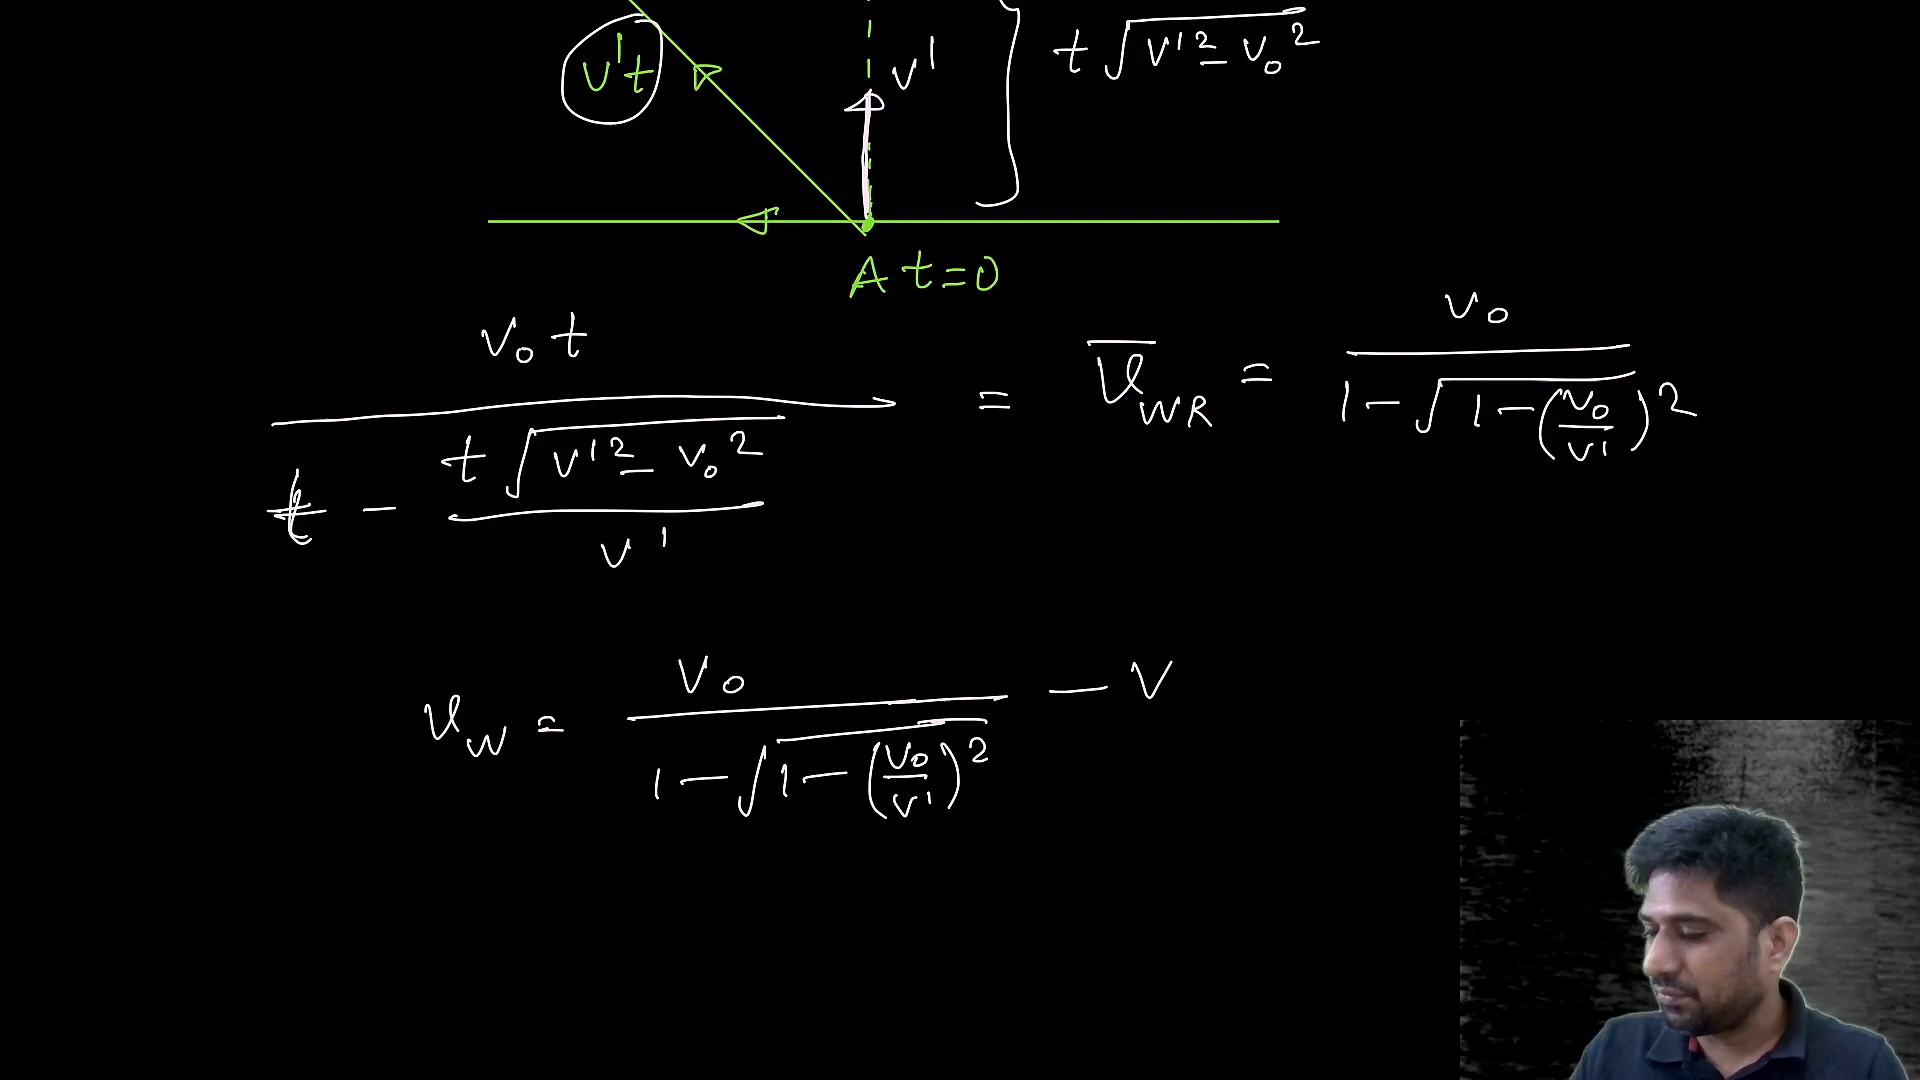 v't v' t√(v'² – v₀²)
A t=0
v₀t / (t – t√(v'² – v₀²) / v') = v̅_WR = v₀ / (1 – √(1 – (v₀/v')²))
v_W = v₀ / (1 – √(1 – (v₀/v')²)) – V